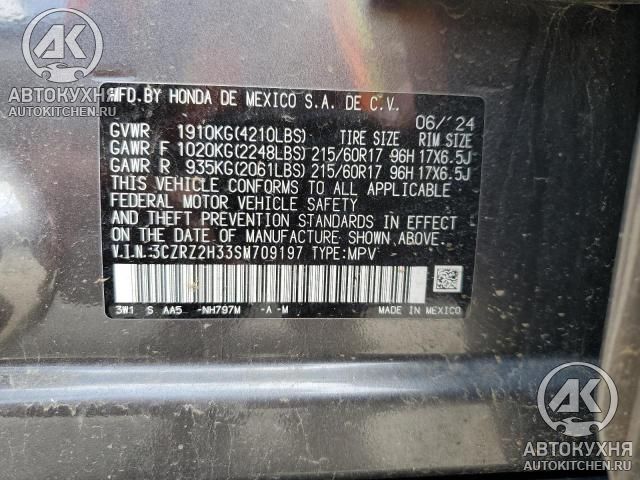 AK
АВТОКУХНЯ
AUTOKITCHEN.RU
MFD.BY HONDA DE MEXICO S.A. DE C.V.
06/'24
GVWR 1910KG(4210LBS) TIRE SIZE RIM SIZE
GAWR F 1020KG(2248LBS) 215/60R17 96H 17X6.5J
GAWR R 935KG(2061LBS) 215/60R17 96H 17X6.5J
THIS VEHICLE CONFORMS TO ALL APPLICABLE
FEDERAL MOTOR VEHICLE SAFETY
AND THEFT PREVENTION STANDARDS IN EFFECT
ON THE DATE OF MANUFACTURE SHOWN ABOVE.
V.I.N. 3CZRZ2H33SM709197 TYPE:MPV
3W1 S AA5 -NH797M -A -M MADE IN MEXICO
AK
АВТОКУХНЯ
AUTOKITCHEN.RU